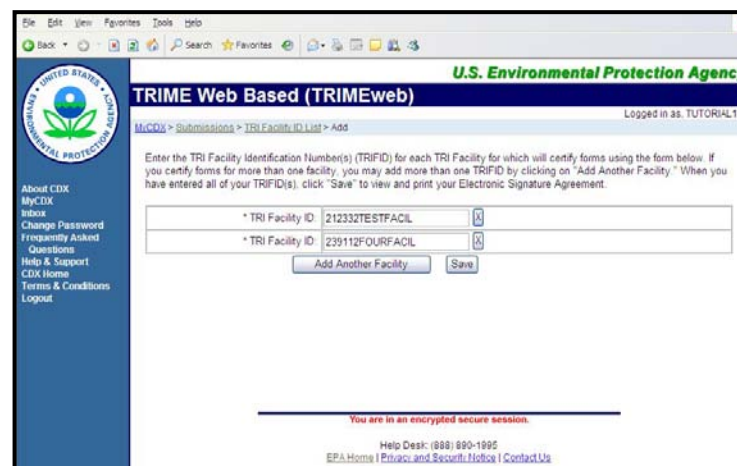 File Edit View Favorites Tools Help
Back Search Favorites
UNITED STATES ENVIRONMENTAL PROTECTION AGENCY
U.S. Environmental Protection Agenc
TRIME Web Based (TRIMEweb)
Logged in as, TUTORIAL1
MyCDX > Submissions > TRI Facility ID List > Add
Enter the TRI Facility Identification Number(s) (TRIFID) for each TRI Facility for which will certify forms using the form below. If
you certify forms for more than one facility, you may add more than one TRIFID by clicking on "Add Another Facility." When you
have entered all of your TRIFID(s), click "Save" to view and print your Electronic Signature Agreement.
About CDX
MyCDX
Inbox
Change Password
Frequently Asked
Questions
Help & Support
CDX Home
Terms & Conditions
Logout
* TRI Facility ID: 212332TESTFACIL X
* TRI Facility ID: 239112FOURFACIL X
Add Another Facility Save
You are in an encrypted secure session.
Help Desk: (888) 890-1995
EPA Home | Privacy and Security Notice | Contact Us